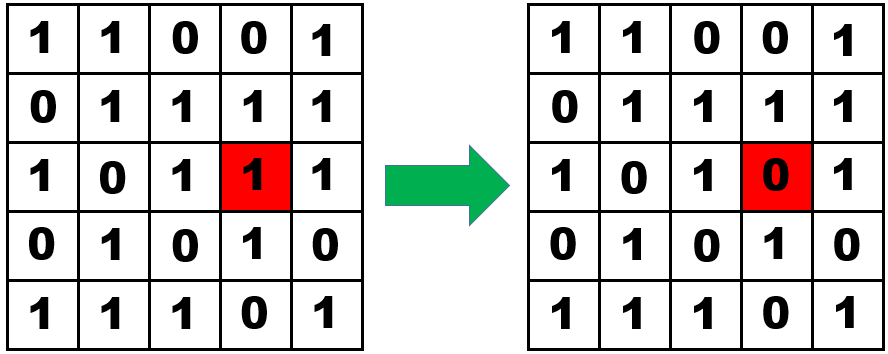 1 1 0 0 1 1 1 0 0 1
0 1 1 1 1 0 1 1 1 1
1 0 1 1 1 1 0 1 0 1
0 1 0 1 0 0 1 0 1 0
1 1 1 0 1 1 1 1 0 1